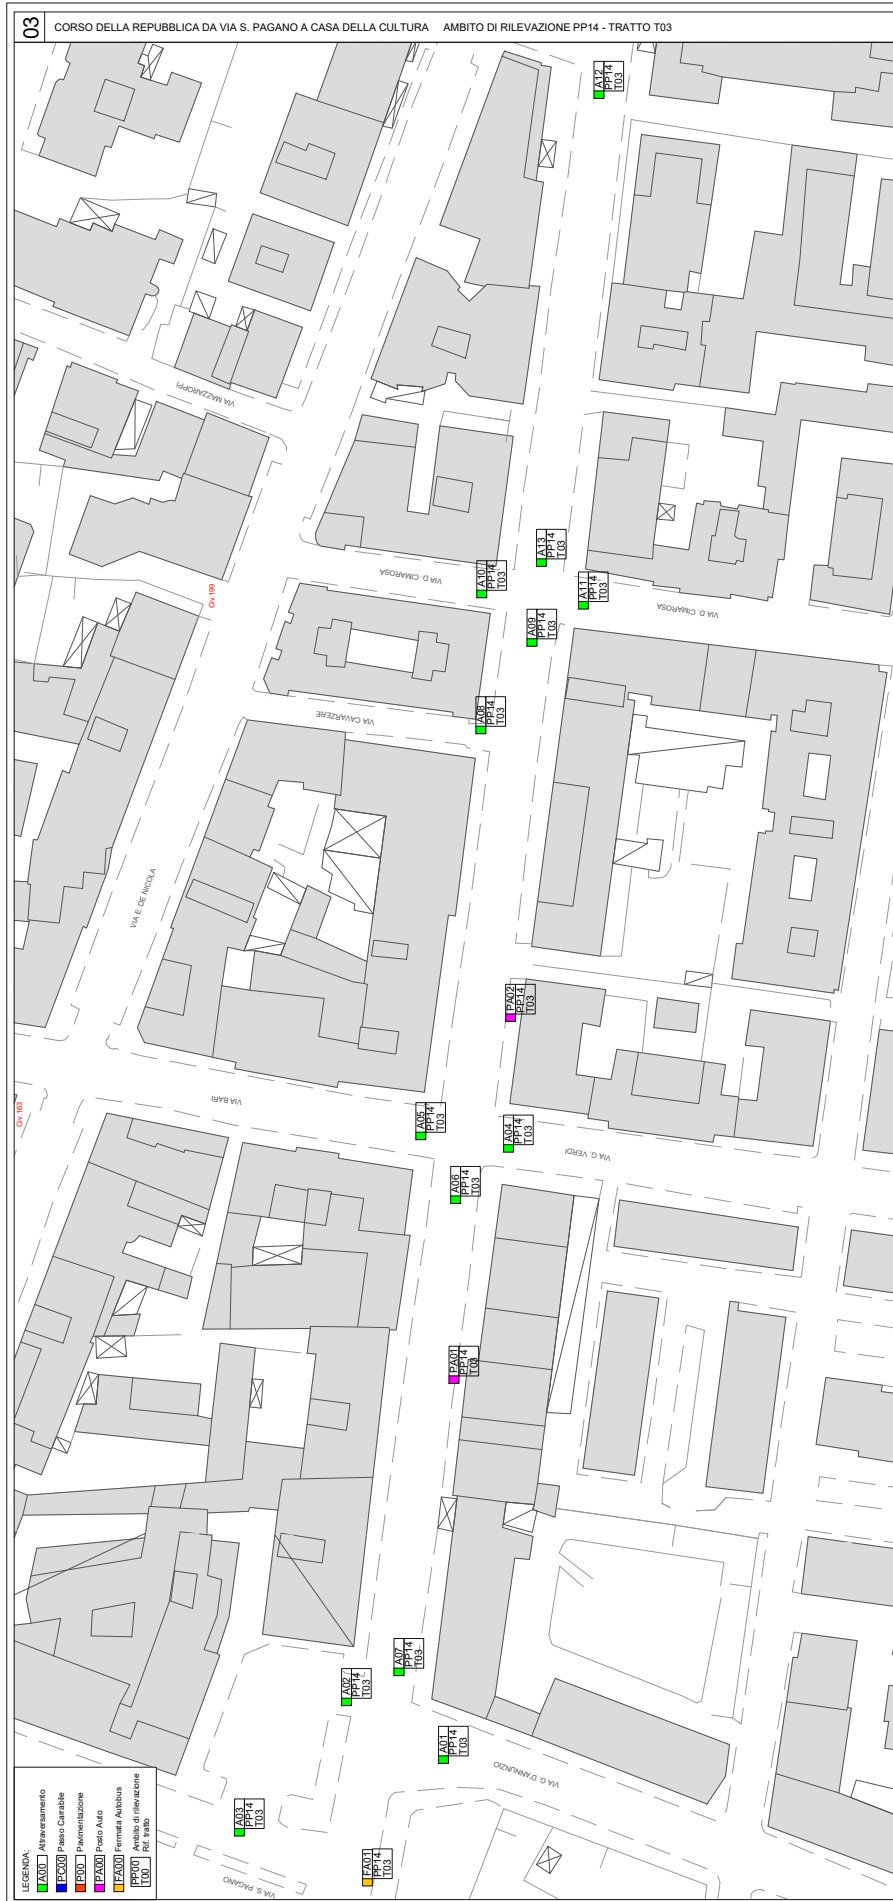 03
CORSO DELLA REPUBBLICA DA VIA S. PAGANO A CASA DELLA CULTURA AMBITO DI RILEVAZIONE PP14 - TRATTO T03
A12
PP14
T03
VIA MAZZAROPPI
Civ.199
VIA D. CIMAROSA
A10
PP14
T03
A13
PP14
T03
A11
PP14
T03
VIA D. CIMAROSA
A09
PP14
T03
VIA CAVARZERE
A08
PP14
T03
VIA E DE NICOLA
PA02
PP14
T03
Civ.163
VIA BARI
A05
PP14
T03
A04
PP14
T03
VIA G. VERDI
A06
PP14
T03
PA01
PP14
T03
A07
PP14
T03
A02
PP14
T03
A01
PP14
T03
VIA G. D'ANNUNZIO
A03
PP14
T03
VIA S. PAGANO
FA01
PP14
T03
LEGENDA:
A00 Attraversamento
PC00 Passo Carrabile
P00 Pavimentazione
PA00 Posto Auto
FA00 Fermata Autobus
PP00 Ambito di rilevazione
T00 Rif. tratto